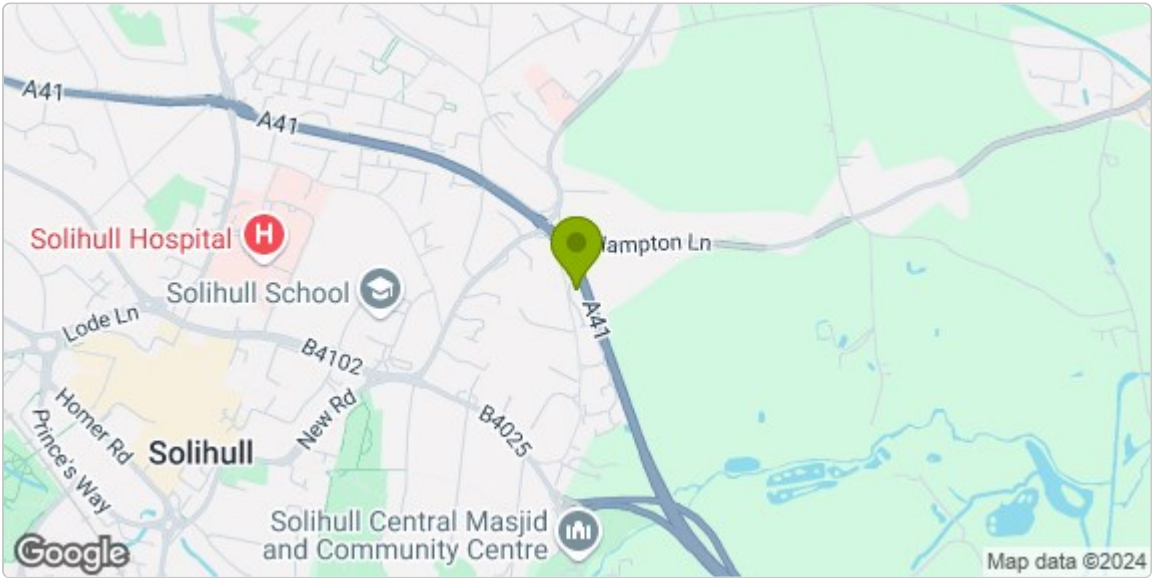 A41
A41
Solihull Hospital
H
Hampton Ln
Solihull School
A41
Lode Ln
B4102
New Rd
B4025
Homer Rd
Prince's Way
Solihull
Solihull Central Masjid
and Community Centre
Google
Map data ©2024